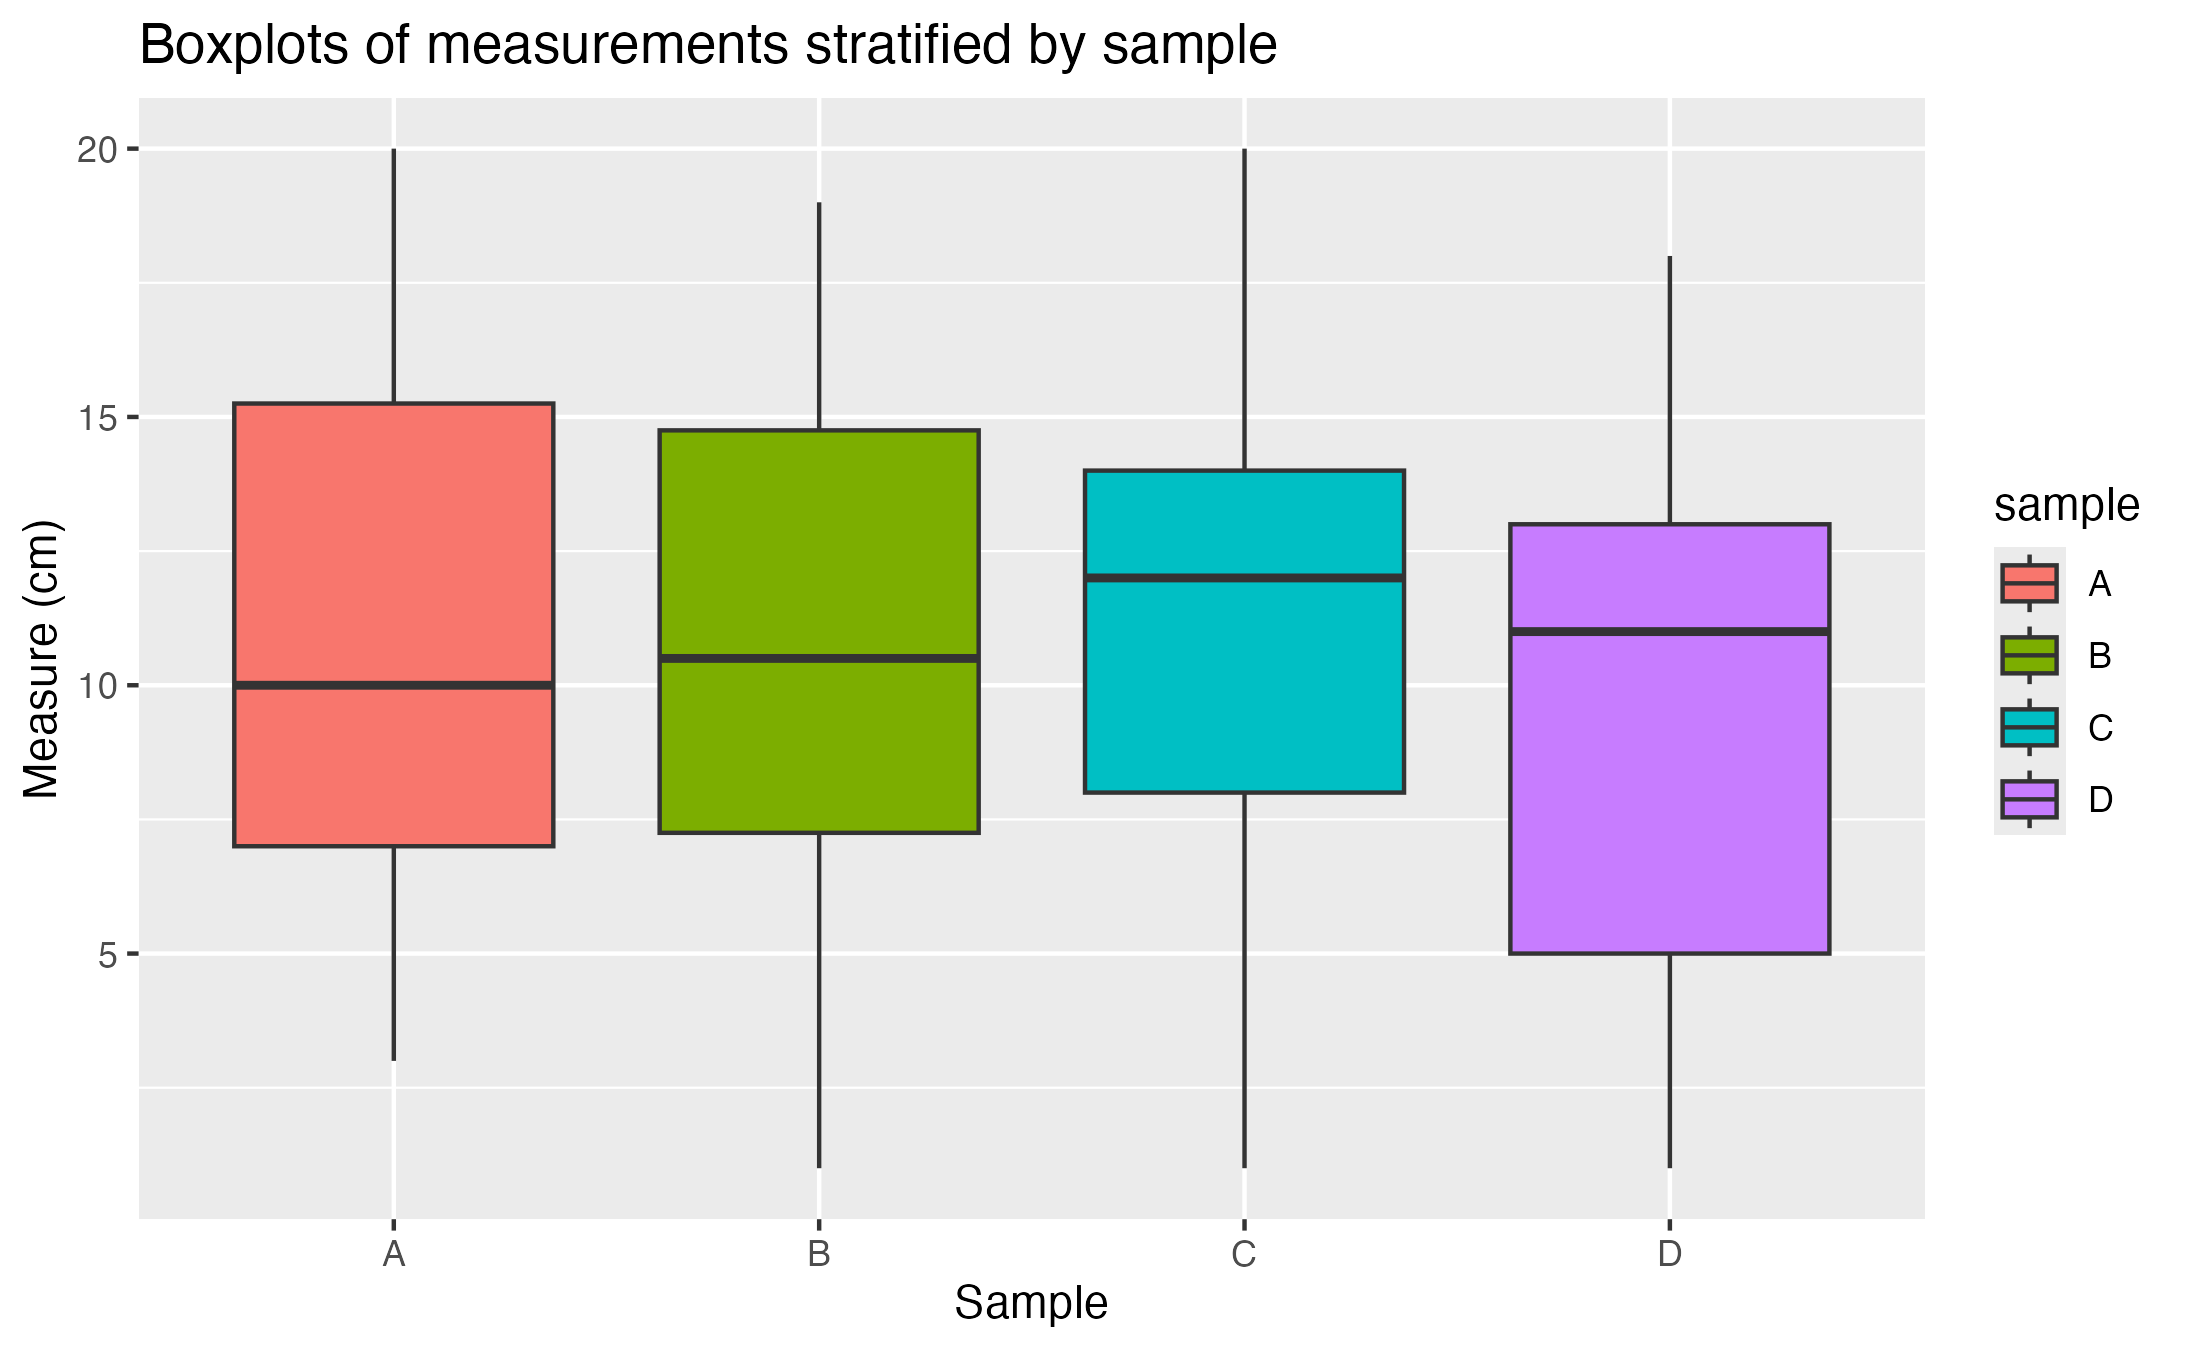 Boxplots of measurements stratified by sample
20
15
10
5
Measure (cm)
A
B
C
D
Sample
sample
A
B
C
D